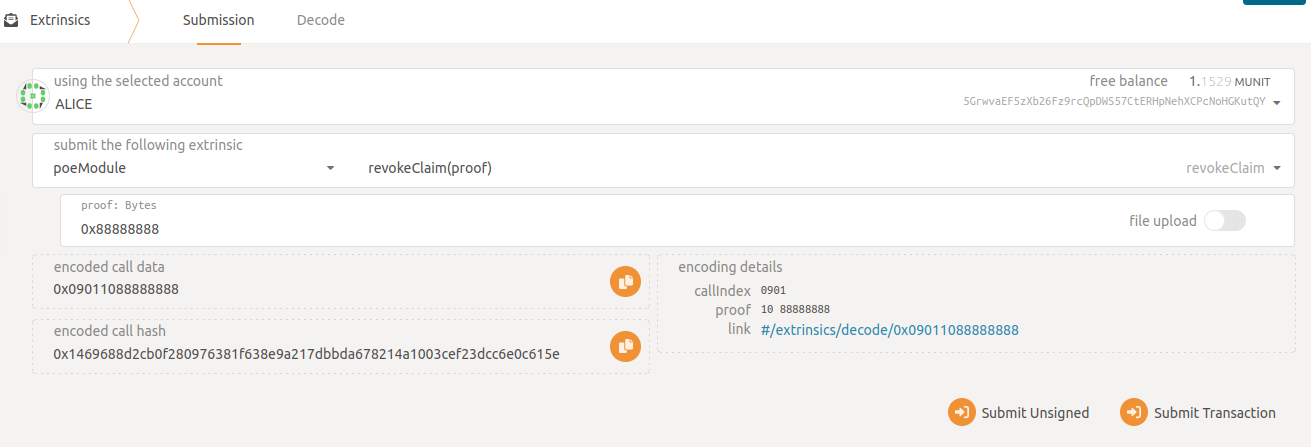 Extrinsics Submission Decode
using the selected account free balance 1.1529 MUNIT
ALICE 5GrwvaEF5zXb26Fz9rcQpDWS57CtERHpNehXCPcNoHGKutQY
submit the following extrinsic
poeModule revokeClaim(proof) revokeClaim
proof: Bytes
0x88888888 file upload
encoded call data
0x09011088888888
encoded call hash
0x1469688d2cb0f280976381f638e9a217dbbda678214a1003cef23dcc6e0c615e
encoding details
callIndex 0901
proof 10 88888888
link #/extrinsics/decode/0x09011088888888
Submit Unsigned Submit Transaction